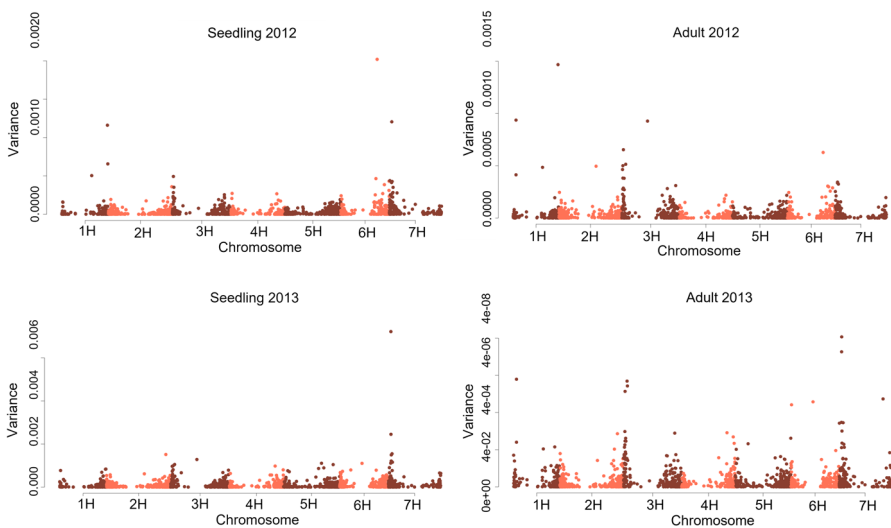 Seedling 2012
Variance
0.0000 0.0010 0.0020
1H 2H 3H 4H 5H 6H 7H
Chromosome
Adult 2012
Variance
0.0000 0.0005 0.0010 0.0015
1H 2H 3H 4H 5H 6H 7H
Chromosome
Seedling 2013
Variance
0.000 0.002 0.004 0.006
1H 2H 3H 4H 5H 6H 7H
Chromosome
Adult 2013
Variance
0e+00 4e-02 4e-04 4e-06 4e-08
1H 2H 3H 4H 5H 6H 7H
Chromosome